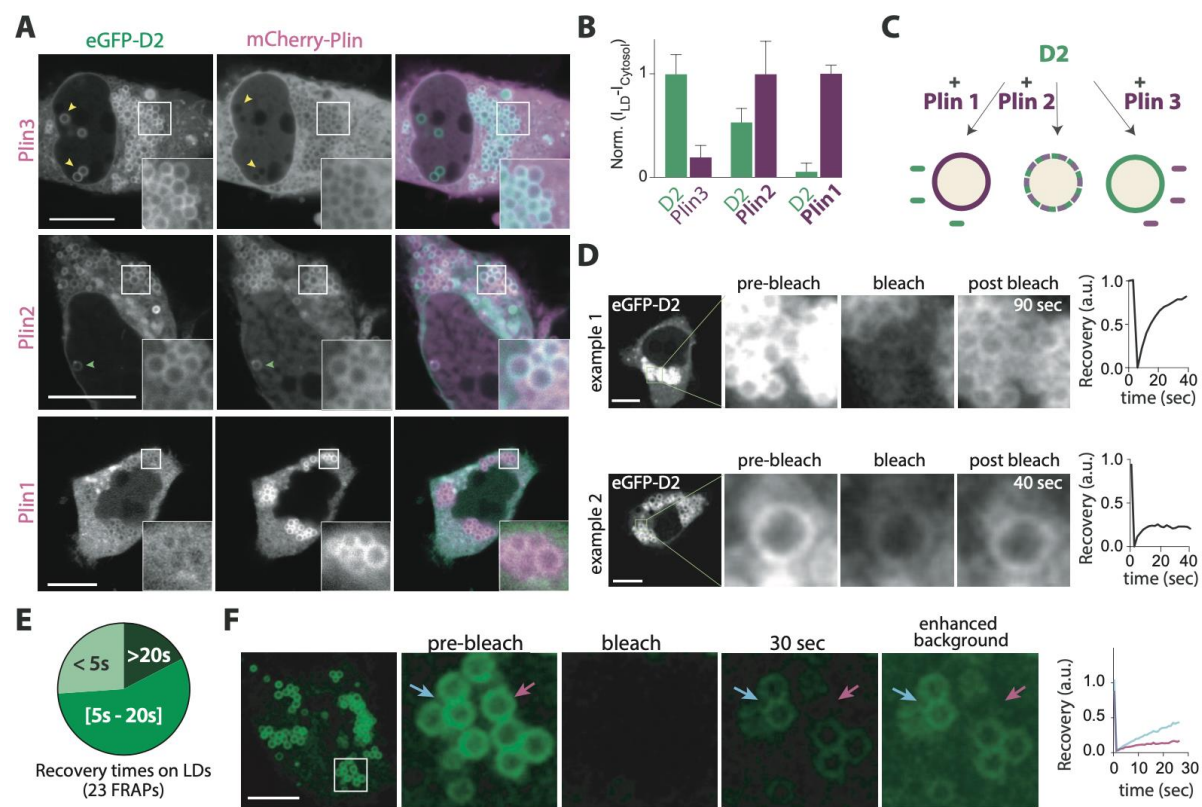 A
eGFP-D2
mCherry-Plin
Plin3
Plin2
Plin1
B
Norm. (I_LD-I_Cytosol)
1
0
D2
Plin3
D2
Plin2
D2
Plin1
C
D2
+
Plin 1
+
Plin 2
+
Plin 3
D
pre-bleach
bleach
post bleach
example 1
eGFP-D2
90 sec
Recovery (a.u.)
1.0
0.5
0.0
0 20 40
time (sec)
pre-bleach
bleach
post bleach
example 2
eGFP-D2
40 sec
Recovery (a.u.)
1.0
0.5
0.0
0 20 40
time (sec)
E
< 5s
>20s
[5s - 20s]
Recovery times on LDs
(23 FRAPs)
F
pre-bleach
bleach
30 sec
enhanced
background
Recovery (a.u.)
1.0
0.5
0
0 10 20 30
time (sec)